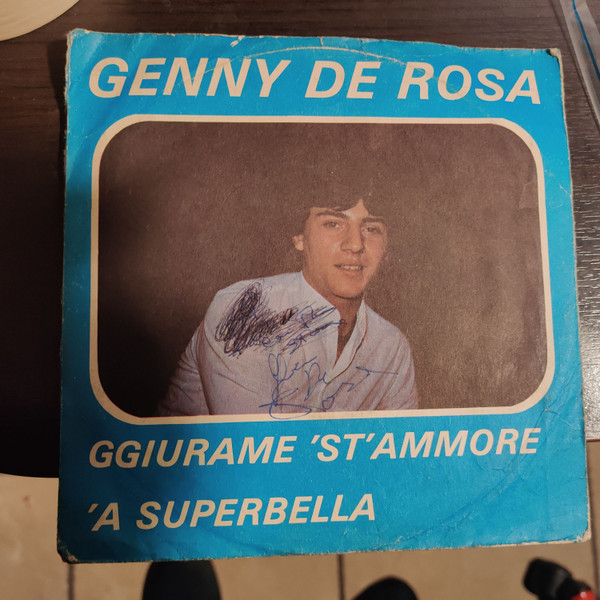 GENNY DE ROSA
GGIURAME 'ST'AMMORE
'A SUPERBELLA